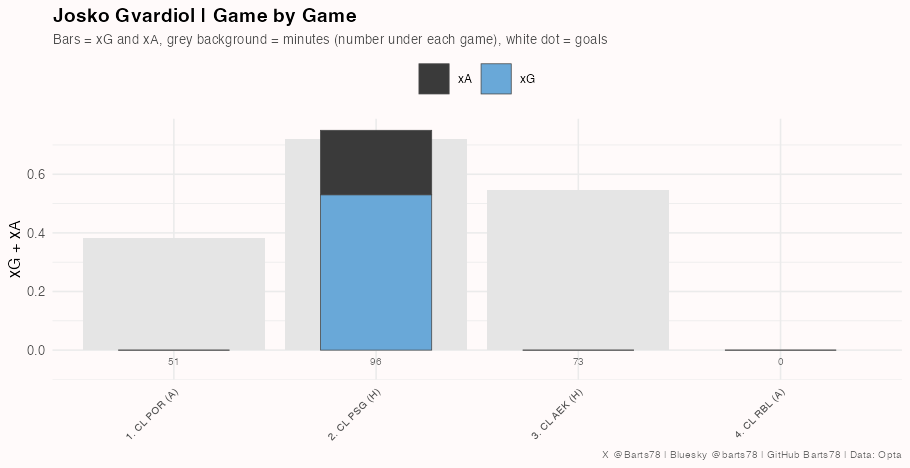 Josko Gvardiol | Game by Game
Bars = xG and xA, grey background = minutes (number under each game), white dot = goals
xA xG
xG + xA
0.6
0.4
0.2
0.0
51 96 73 0
1. CL POR (A) 2. CL PSG (H) 3. CL AEK (H) 4. CL RBL (A)
X @Barts78 | Bluesky @barts78 | GitHub Barts78 | Data: Opta